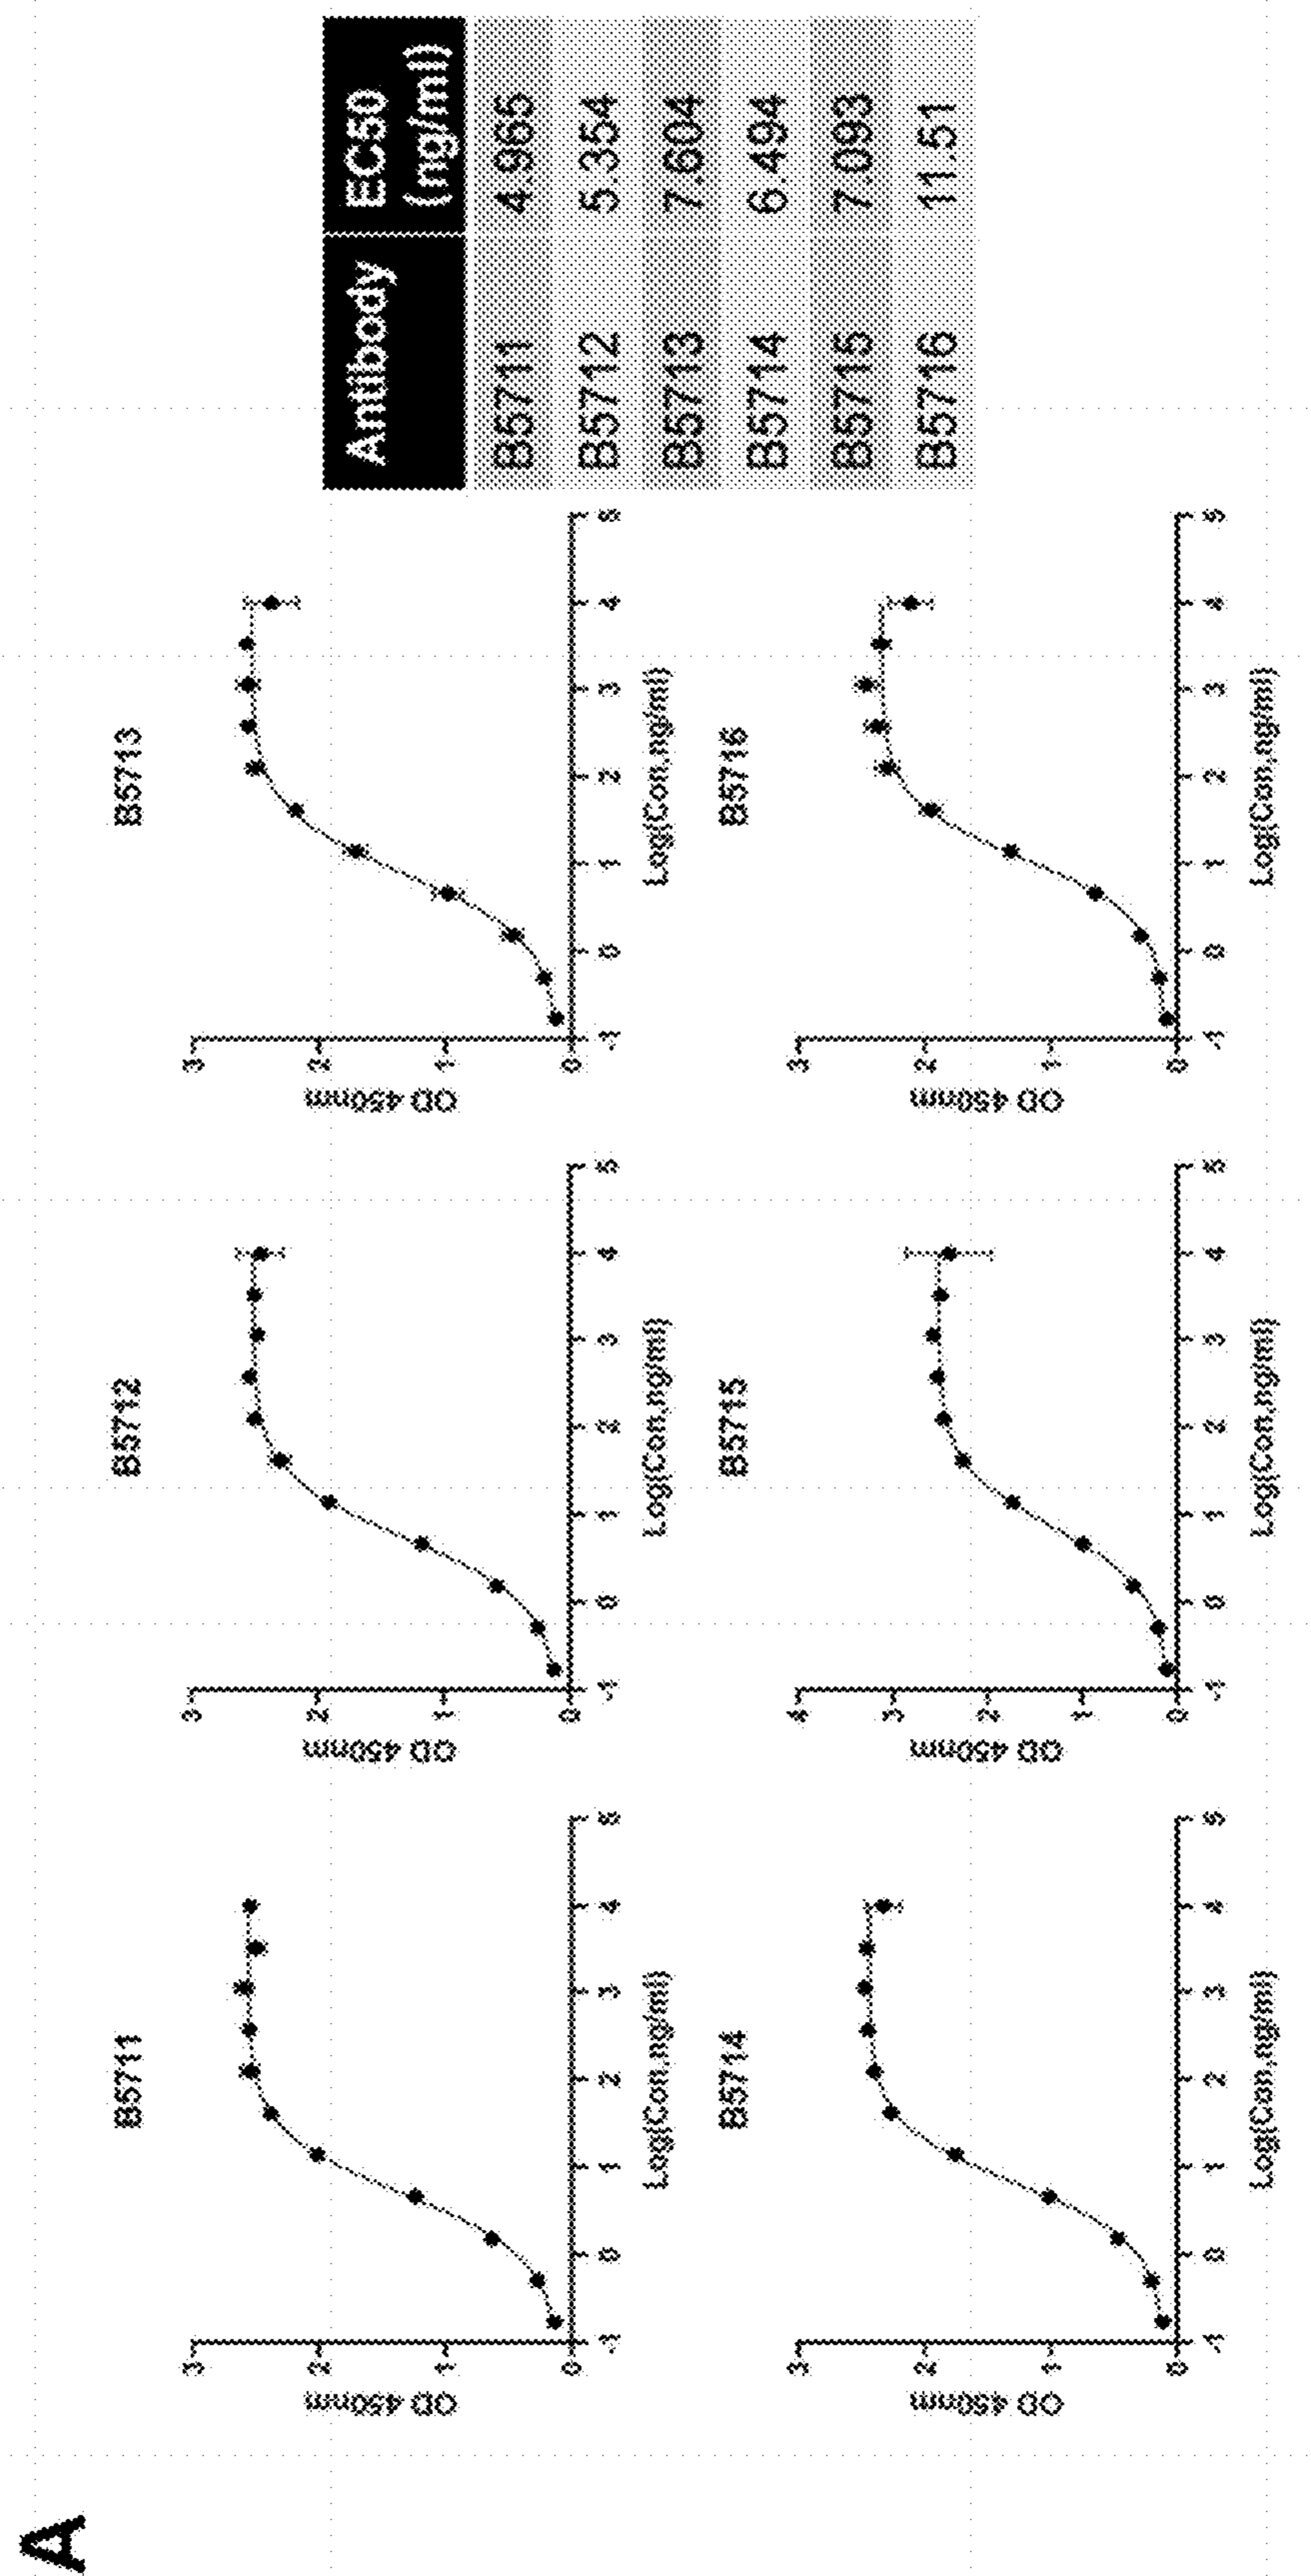 A
B5711
3
2
1
0
OD 450nm
-1 0 1 2 3 4 5
Log(Con,ng/ml)
B5712
3
2
1
0
OD 450nm
-1 0 1 2 3 4 5
Log(Con,ng/ml)
B5713
3
2
1
0
OD 450nm
-1 0 1 2 3 4 5
Log(Con,ng/ml)
B5714
3
2
1
0
OD 450nm
-1 0 1 2 3 4 5
Log(Con,ng/ml)
B5715
4
3
2
1
0
OD 450nm
-1 0 1 2 3 4 5
Log(Con,ng/ml)
B5716
3
2
1
0
OD 450nm
-1 0 1 2 3 4 5
Log(Con,ng/ml)
Antibody EC50
(ng/ml)
B5711 4.965
B5712 5.354
B5713 7.604
B5714 6.494
B5715 7.093
B5716 11.51